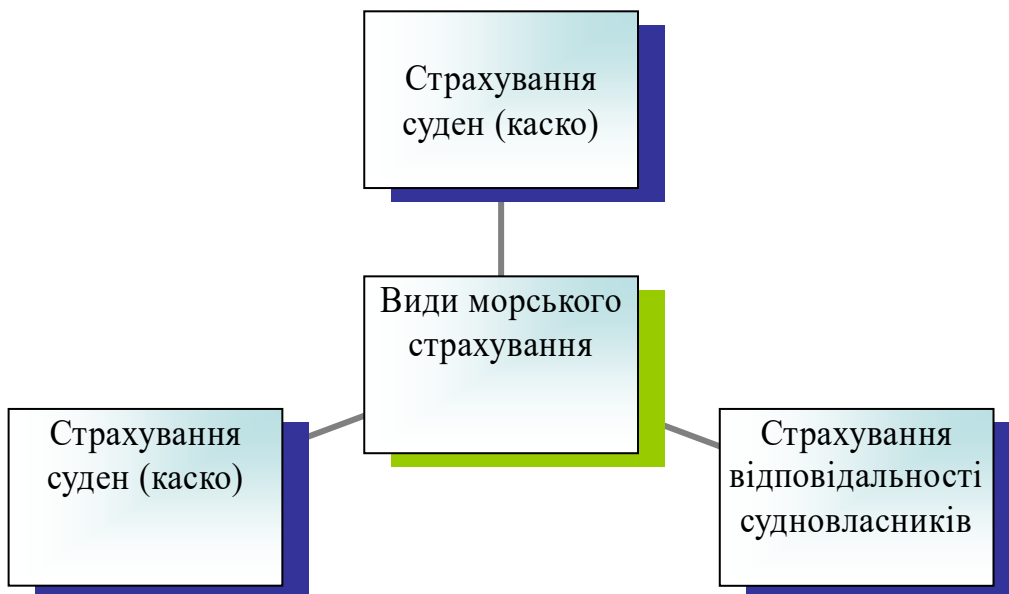 Страхування
суден (каско)
Види морського
страхування
Страхування
суден (каско)
Страхування
відповідальності
судновласників